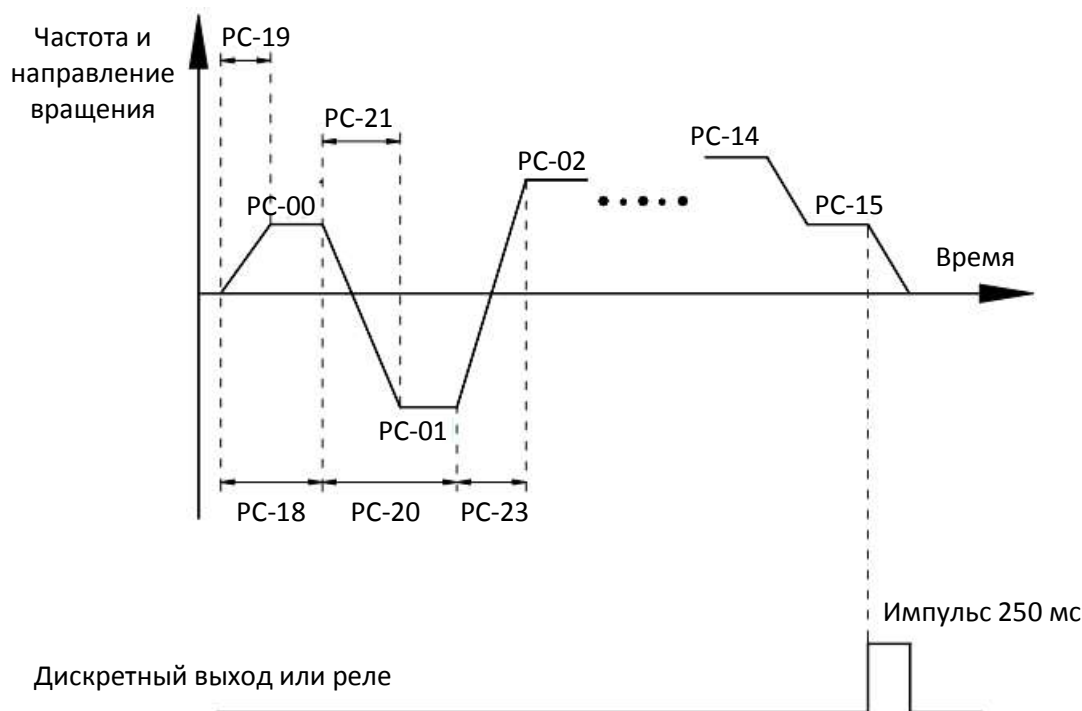 Частота и
направление
вращения
PC-19
PC-21
PC-14
PC-02
PC-00
PC-15
Время
PC-01
PC-18
PC-20
PC-23
Импульс 250 мс
Дискретный выход или реле